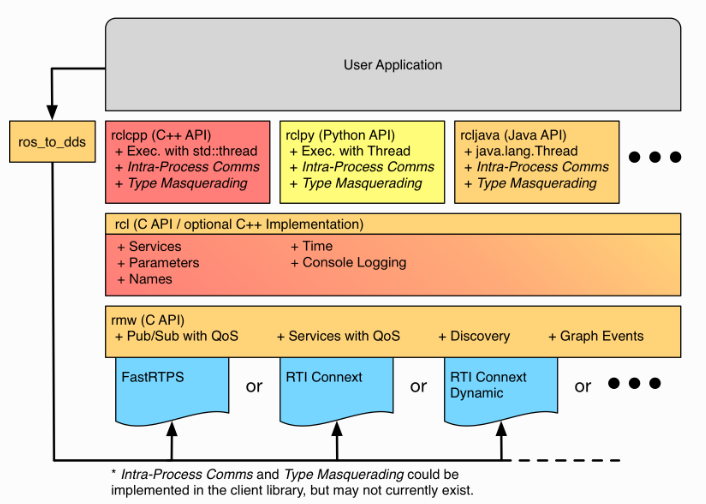 User Application
ros_to_dds
rclcpp (C++ API)
+ Exec. with std::thread
+ Intra-Process Comms
+ Type Masquerading
rclpy (Python API)
+ Exec. with Thread
+ Intra-Process Comms
+ Type Masquerading
rcljava (Java API)
+ java.lang.Thread
+ Intra-Process Comms
+ Type Masquerading
rcl (C API / optional C++ Implementation)
+ Services
+ Parameters
+ Names
+ Time
+ Console Logging
rmw (C API)
+ Pub/Sub with QoS + Services with QoS + Discovery + Graph Events
FastRTPS
or
RTI Connext
or
RTI Connext
Dynamic
or
* Intra-Process Comms and Type Masquerading could be
implemented in the client library, but may not currently exist.